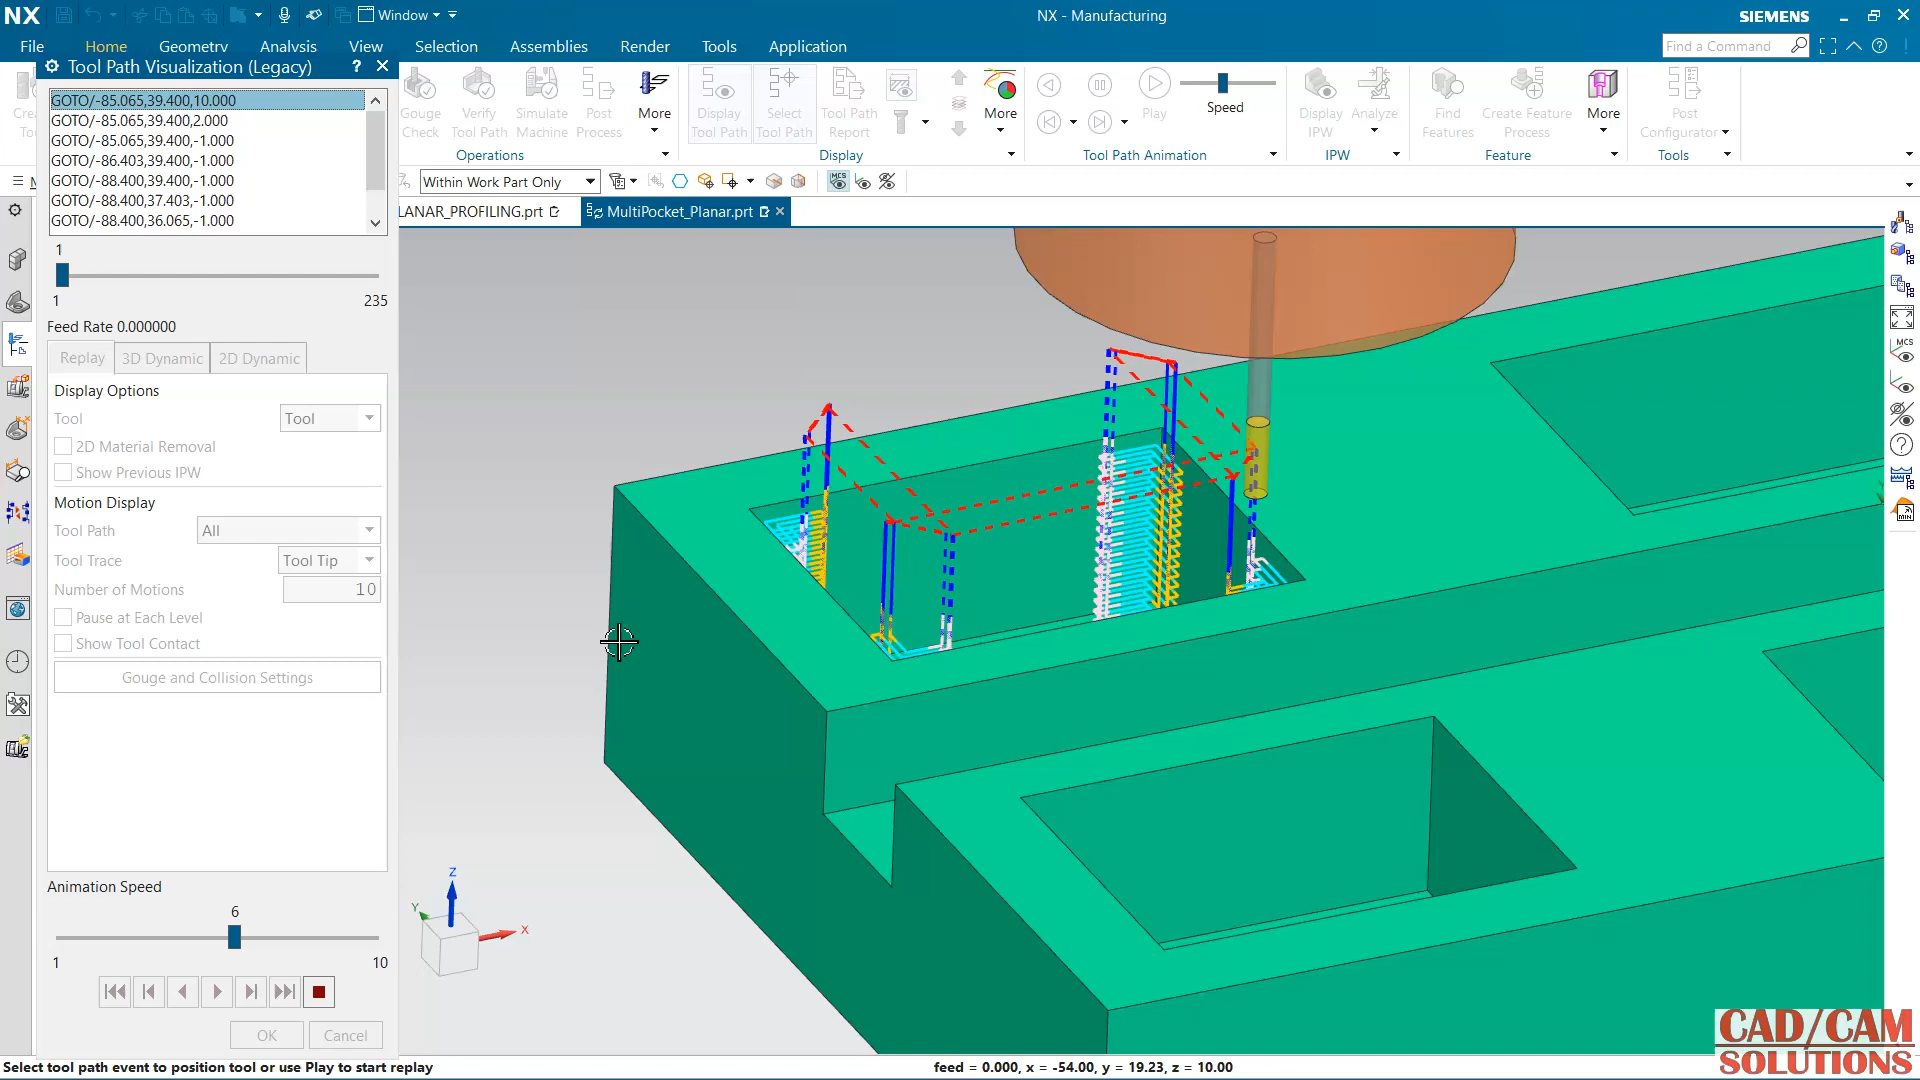 NX
Window
NX - Manufacturing
SIEMENS
File
Home
Geometry
Analysis
View
Selection
Assemblies
Render
Tools
Application
Find a Command
Tool Path Visualization (Legacy)
?
GOTO/-85.065,39.400,10.000
GOTO/-85.065,39.400,2.000
GOTO/-85.065,39.400,-1.000
GOTO/-86.403,39.400,-1.000
GOTO/-88.400,39.400,-1.000
GOTO/-88.400,37.403,-1.000
GOTO/-88.400,36.065,-1.000
1
1
235
Feed Rate 0.000000
Replay
3D Dynamic
2D Dynamic
Display Options
Tool
Tool
2D Material Removal
Show Previous IPW
Motion Display
Tool Path
All
Tool Trace
Tool Tip
Number of Motions
10
Pause at Each Level
Show Tool Contact
Gouge and Collision Settings
Animation Speed
6
1
10
OK
Cancel
Gouge
Check
Verify
Tool Path
Simulate
Machine
Post
Process
More
Operations
Display
Tool Path
Select
Tool Path
Tool Path
Report
More
Display
Play
Speed
Tool Path Animation
Display
IPW
Analyze
IPW
Find
Features
Create Feature
Process
More
Feature
Post
Configurator
Tools
Within Work Part Only
MCS
LANAR_PROFILING.prt
MultiPocket_Planar.prt
MCS
MIN
Z
Y
X
CAD/CAM
SOLUTIONS
Select tool path event to position tool or use Play to start replay
feed = 0.000, x = -54.00, y = 19.23, z = 10.00